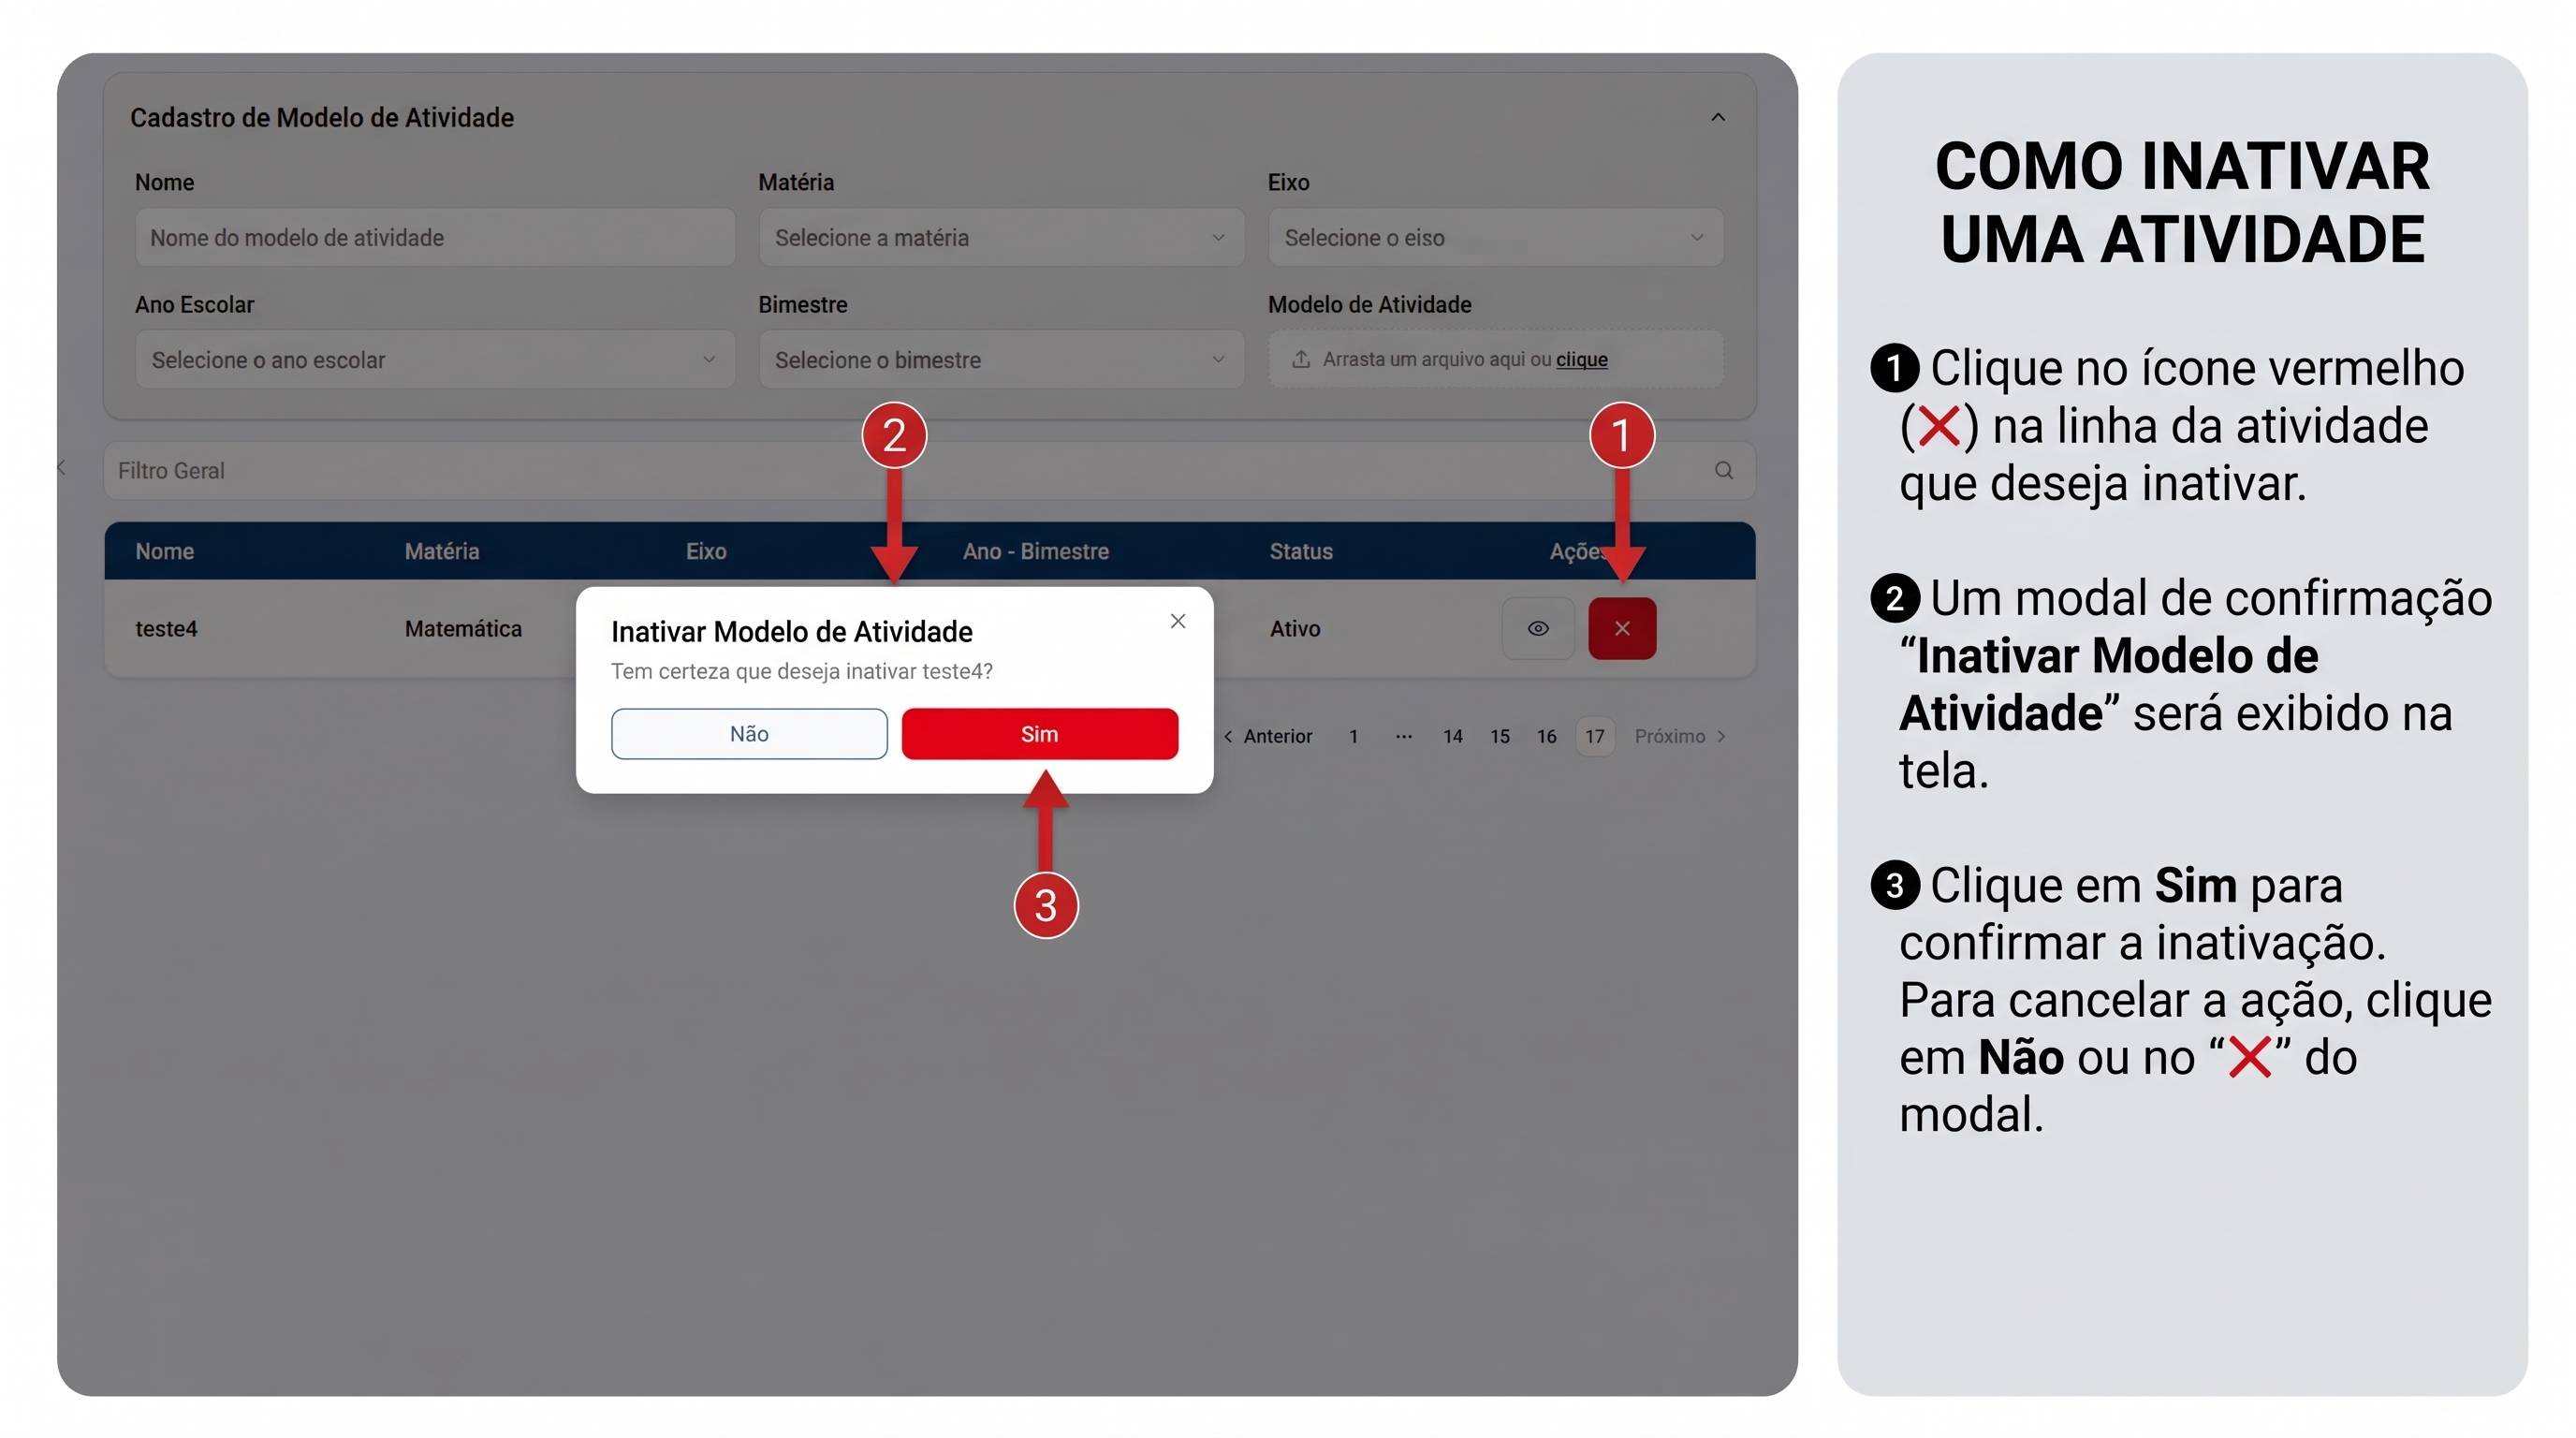 Cadastro de Modelo de Atividade
Nome
Matéria
Eixo
Nome do modelo de atividade
Selecione a matéria
Selecione o eiso
Ano Escolar
Bimestre
Modelo de Atividade
Selecione o ano escolar
Selecione o bimestre
Arrasta um arquivo aqui ou clique
2
1
Filtro Geral
Nome
Matéria
Eixo
Ano - Bimestre
Status
Ações
teste4
Matemática
Ativo
Inativar Modelo de Atividade
Tem certeza que deseja inativar teste4?
Não
Sim
Anterior 1 ... 14 15 16 17 Próximo
3
COMO INATIVAR
UMA ATIVIDADE
1 Clique no ícone vermelho
(❌) na linha da atividade
que deseja inativar.
2 Um modal de confirmação
“Inativar Modelo de
Atividade” será exibido na
tela.
3 Clique em Sim para
confirmar a inativação.
Para cancelar a ação, clique
em Não ou no “❌” do
modal.